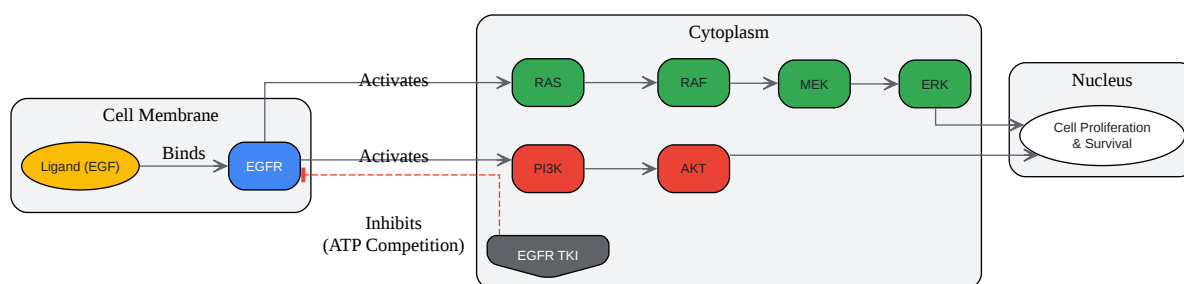 Cytoplasm
Activates
RAS
RAF
MEK
ERK
Nucleus
Cell Membrane
Ligand (EGF)
Binds
EGFR
Activates
PI3K
AKT
Cell Proliferation
& Survival
Inhibits
(ATP Competition)
EGFR TKI